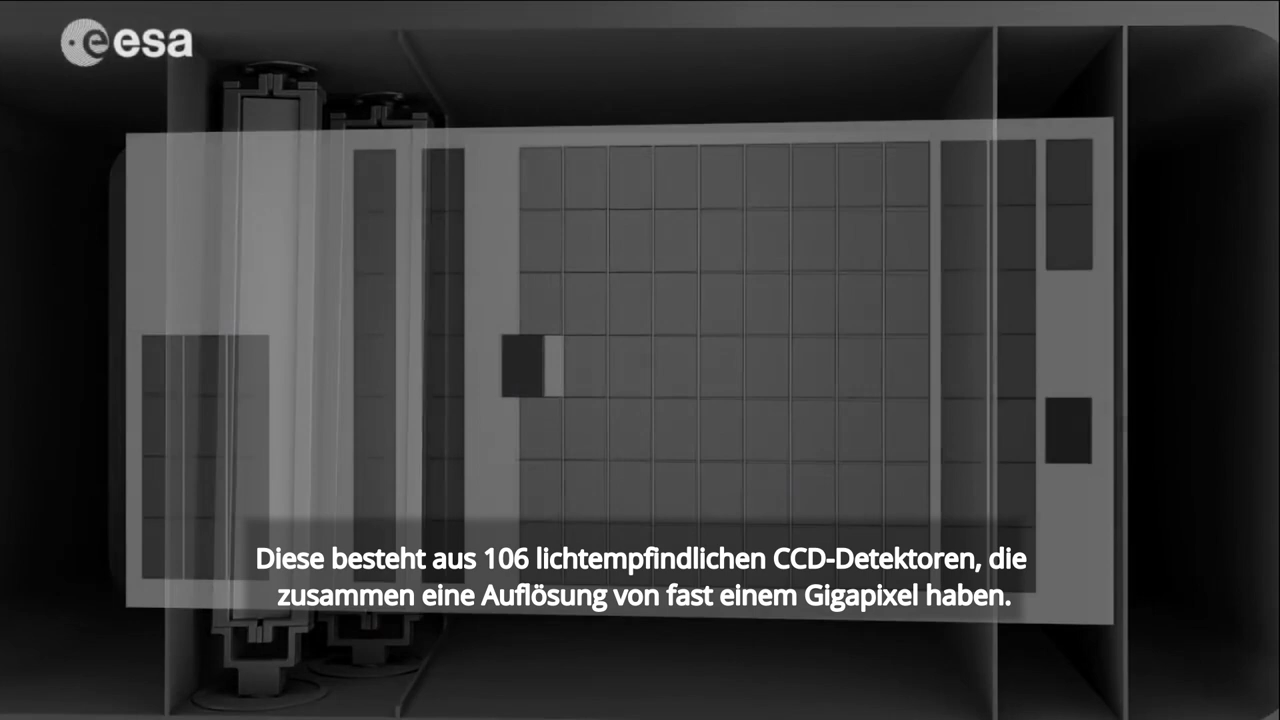 esa
Diese besteht aus 106 lichtempfindlichen CCD-Detektoren, die
zusammen eine Auflösung von fast einem Gigapixel haben.